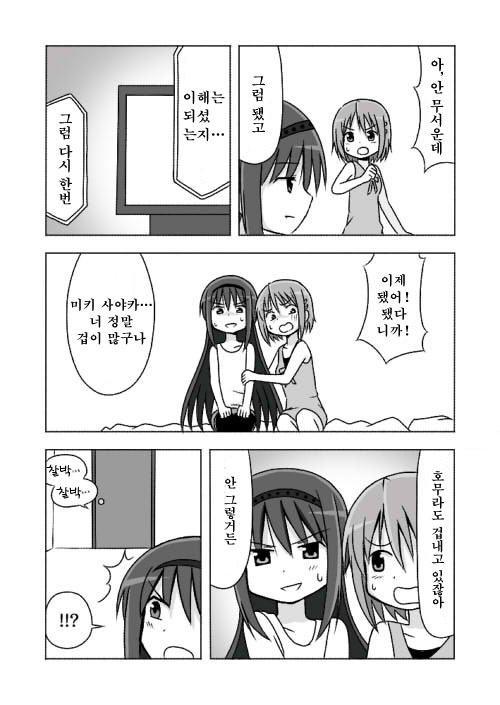 아, 안 무서운데
그럼 됐고
이해는
되셨
는지…
그럼 다시 한번
이제
됐어!
됐다
니까!
미키 사야카…
너 정말
겁이 많구나
호무라도 겁내고 있잖아
안 그렇거든
찰박…
찰박…
!!?